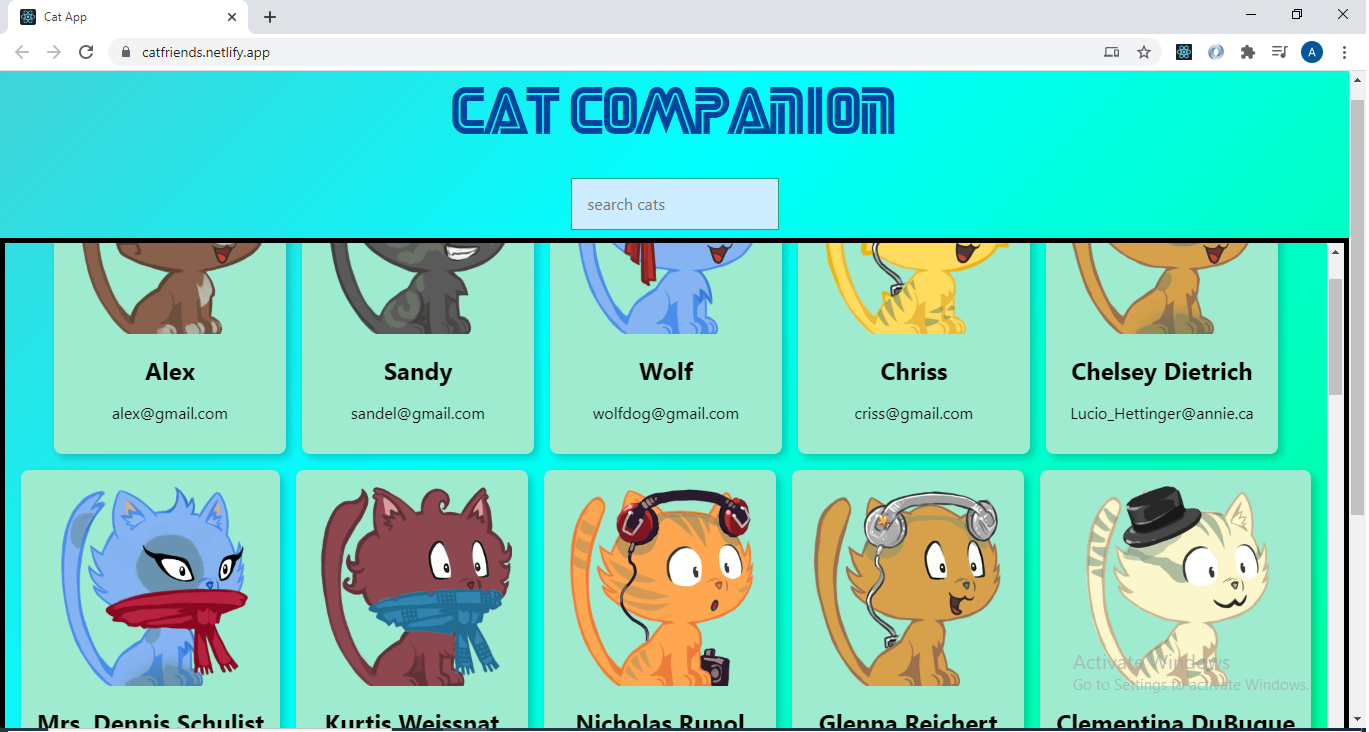 Cat App
catfriends.netlify.app
A
CAT COMPANION
search cats
Alex
Sandy
Wolf
Chriss
Chelsey Dietrich
alex@gmail.com
sandel@gmail.com
wolfdog@gmail.com
criss@gmail.com
Lucio_Hettinger@annie.ca
Activate Windows
Go to Settings to activate Windows.
Mrs. Dennis Schulist
Kurtis Weissnat
Nicholas Runol
Glenna Reichert
Clementina DuBuque